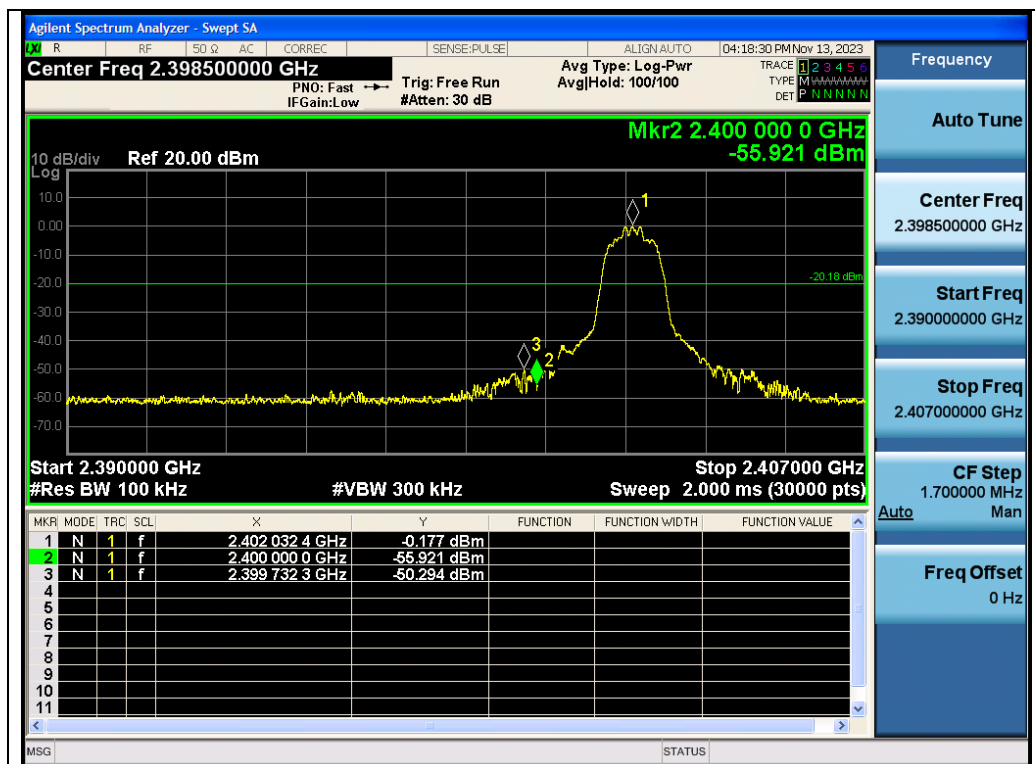 Agilent Spectrum Analyzer - Swept SA
LXI R RF 50 Ω AC CORREC SENSE:PULSE ALIGN AUTO 04:18:30 PM Nov 13, 2023
Center Freq 2.398500000 GHz
PNO: Fast
IFGain:Low
Trig: Free Run
#Atten: 30 dB
Avg Type: Log-Pwr
Avg|Hold: 100/100
TRACE 1 2 3 4 5 6
TYPE M
DET P N N N N N
Mkr2 2.400 000 0 GHz
-55.921 dBm
10 dB/div Ref 20.00 dBm
Log
10.0
0.00
-10.0
-20.0
-30.0
-40.0
-50.0
-60.0
-70.0
1
-20.18 dBm
3
2
Start 2.390000 GHz Stop 2.407000 GHz
#Res BW 100 kHz #VBW 300 kHz Sweep 2.000 ms (30000 pts)
MKR MODE TRC SCL X Y FUNCTION FUNCTION WIDTH FUNCTION VALUE
1 N 1 f 2.402 032 4 GHz -0.177 dBm
2 N 1 f 2.400 000 0 GHz -55.921 dBm
3 N 1 f 2.399 732 3 GHz -50.294 dBm
4
5
6
7
8
9
10
11
MSG STATUS
Frequency
Auto Tune
Center Freq
2.398500000 GHz
Start Freq
2.390000000 GHz
Stop Freq
2.407000000 GHz
CF Step
1.700000 MHz
Auto Man
Freq Offset
0 Hz